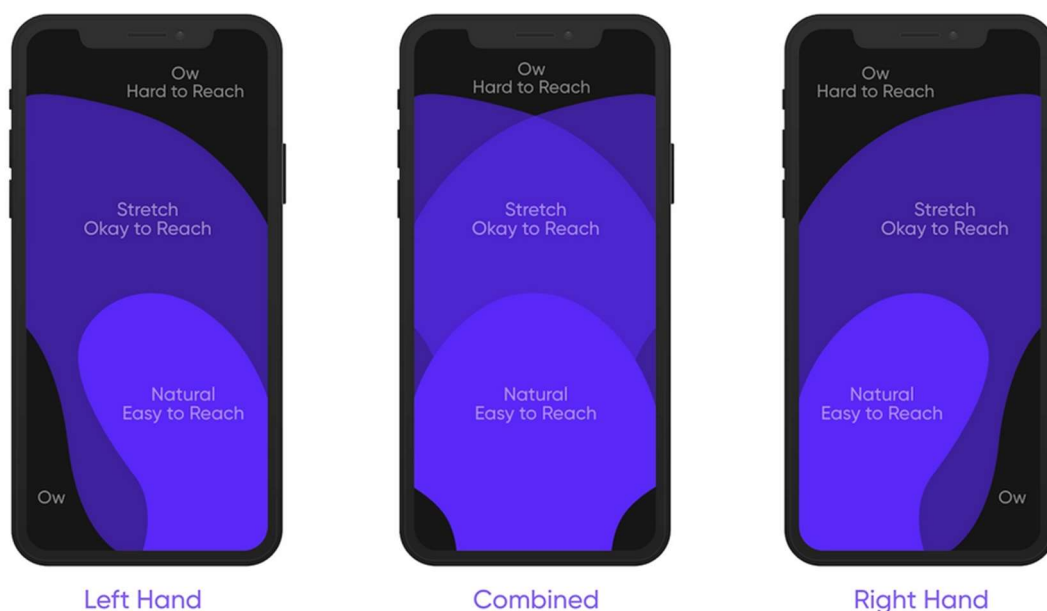 Ow
Hard to Reach
Stretch
Okay to Reach
Natural
Easy to Reach
Ow
Left Hand
Ow
Hard to Reach
Stretch
Okay to Reach
Natural
Easy to Reach
Combined
Ow
Hard to Reach
Stretch
Okay to Reach
Natural
Easy to Reach
Ow
Right Hand